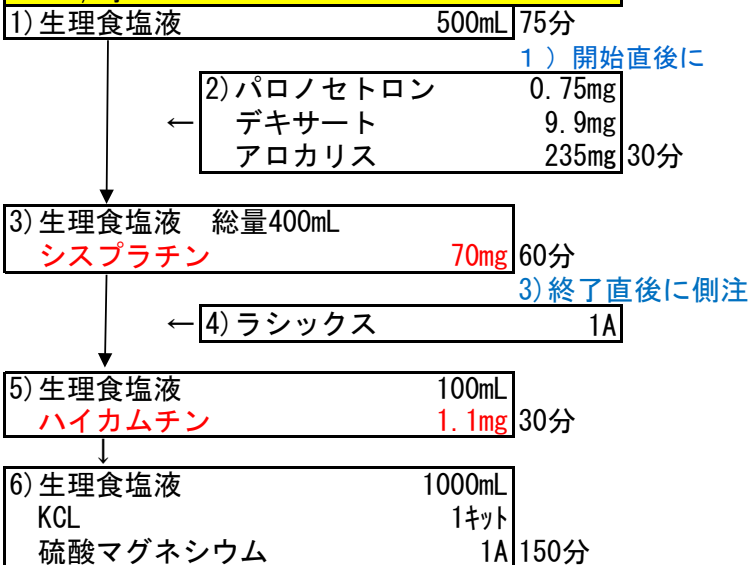 1)生理食塩液 500mL 75分
1)開始直後に
2)パロノセトロン 0.75mg
← デキサート 9.9mg
アロカリス 235mg 30分
3)生理食塩液 総量400mL
シスプラチン 70mg 60分
3)終了直後に側注
← 4)ラシックス 1A
5)生理食塩液 100mL
ハイカムチン 1.1mg 30分
6)生理食塩液 1000mL
KCL 1キット
硫酸マグネシウム 1A 150分